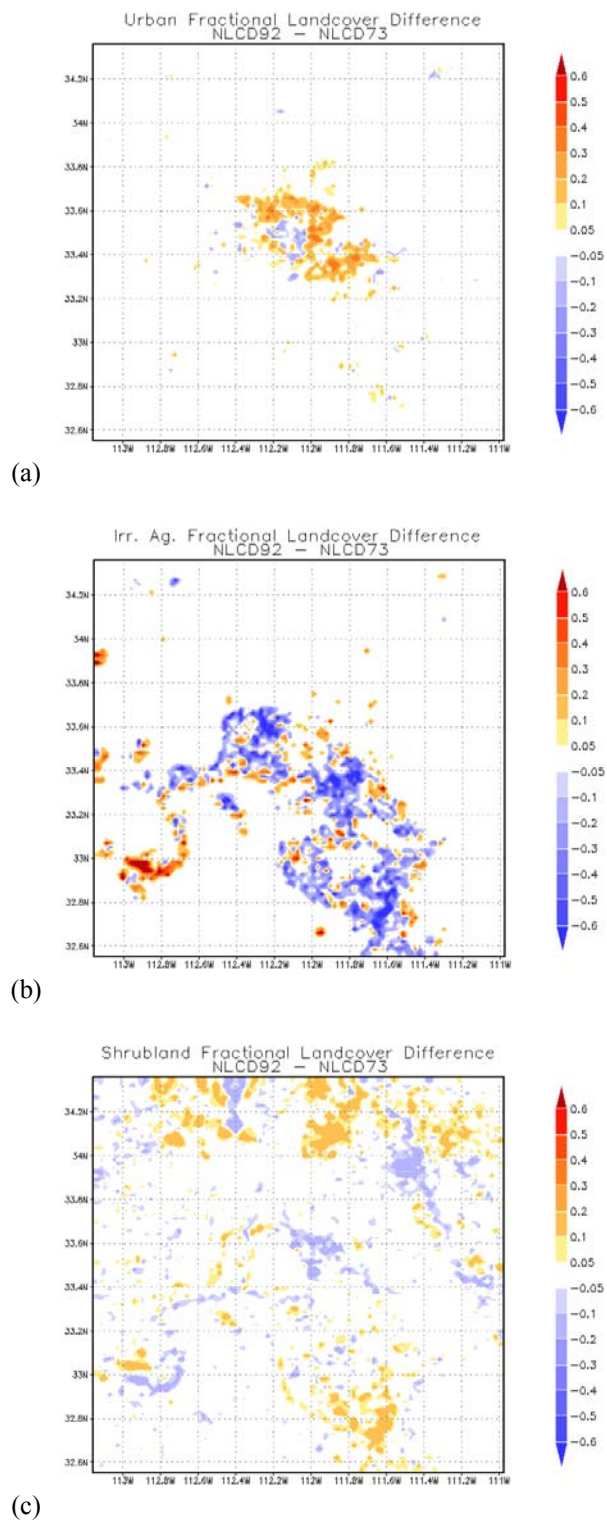 Urban Fractional Landcover Difference
NLCD92 − NLCD73
34.2N
34N
33.8N
33.6N
33.4N
33.2N
33N
32.8N
32.6N
113W 112.8W 112.6W 112.4W 112.2W 112W 111.8W 111.6W 111.4W 111.2W 111W
0.6
0.5
0.4
0.3
0.2
0.1
0.05
−0.05
−0.1
−0.2
−0.3
−0.4
−0.5
−0.6
(a)
Irr. Ag. Fractional Landcover Difference
NLCD92 − NLCD73
34.2N
34N
33.8N
33.6N
33.4N
33.2N
33N
32.8N
32.6N
113W 112.8W 112.6W 112.4W 112.2W 112W 111.8W 111.6W 111.4W 111.2W 111W
0.6
0.5
0.4
0.3
0.2
0.1
0.05
−0.05
−0.1
−0.2
−0.3
−0.4
−0.5
−0.6
(b)
Shrubland Fractional Landcover Difference
NLCD92 − NLCD73
34.2N
34N
33.8N
33.6N
33.4N
33.2N
33N
32.8N
32.6N
113W 112.8W 112.6W 112.4W 112.2W 112W 111.8W 111.6W 111.4W 111.2W 111W
0.6
0.5
0.4
0.3
0.2
0.1
0.05
−0.05
−0.1
−0.2
−0.3
−0.4
−0.5
−0.6
(c)